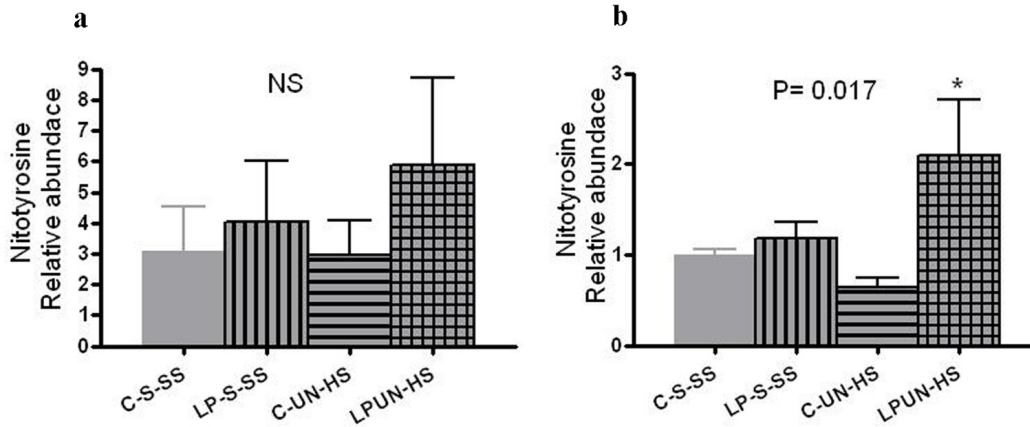 a
NS
Nitotyrosine
Relative abundace
9
8
7
6
5
4
3
2
1
0
C-S-SS
LP-S-SS
C-UN-HS
LPUN-HS
b
P= 0.017
*
Nitotyrosine
Relative abundace
3
2
1
0
C-S-SS
LP-S-SS
C-UN-HS
LPUN-HS